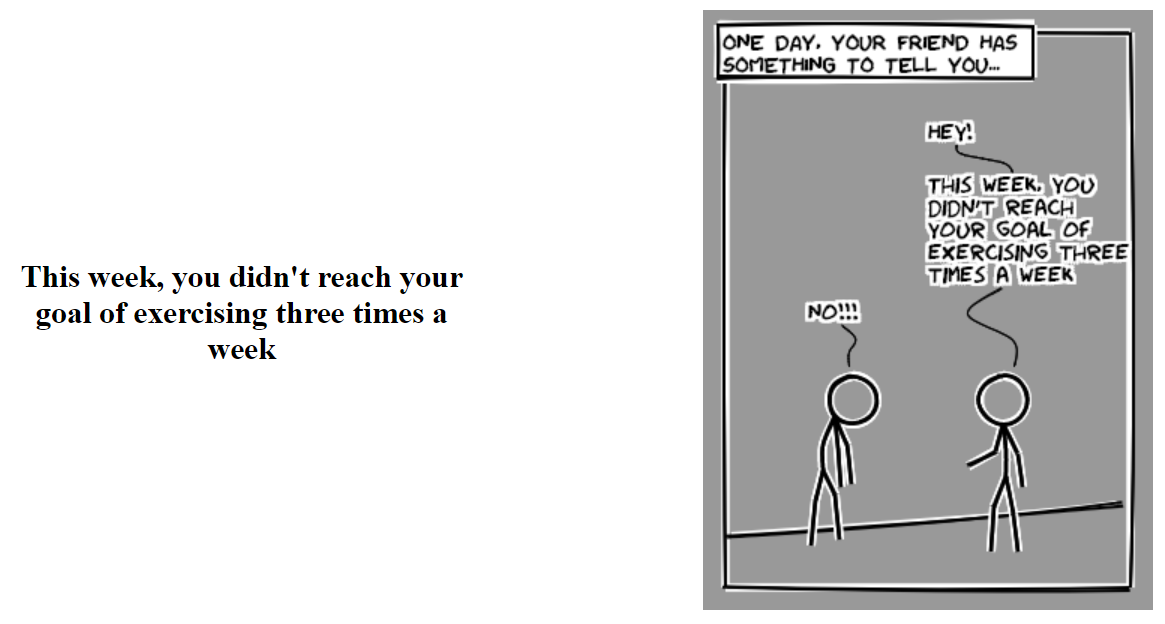 This week, you didn't reach your
goal of exercising three times a
week
ONE DAY, YOUR FRIEND HAS
SOMETHING TO TELL YOU...
HEY!
THIS WEEK, YOU
DIDN'T REACH
YOUR GOAL OF
EXERCISING THREE
TIMES A WEEK
NO!!!